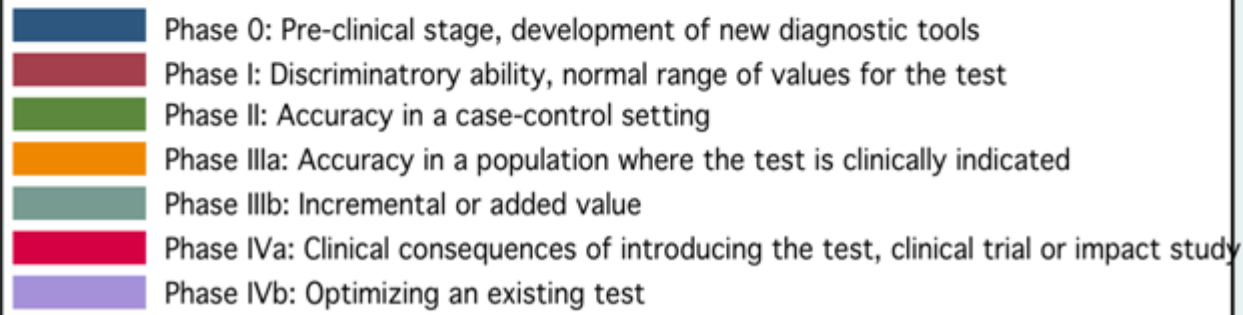 Phase 0: Pre-clinical stage, development of new diagnostic tools
Phase I: Discriminatrory ability, normal range of values for the test
Phase II: Accuracy in a case-control setting
Phase IIIa: Accuracy in a population where the test is clinically indicated
Phase IIIb: Incremental or added value
Phase IVa: Clinical consequences of introducing the test, clinical trial or impact study
Phase IVb: Optimizing an existing test